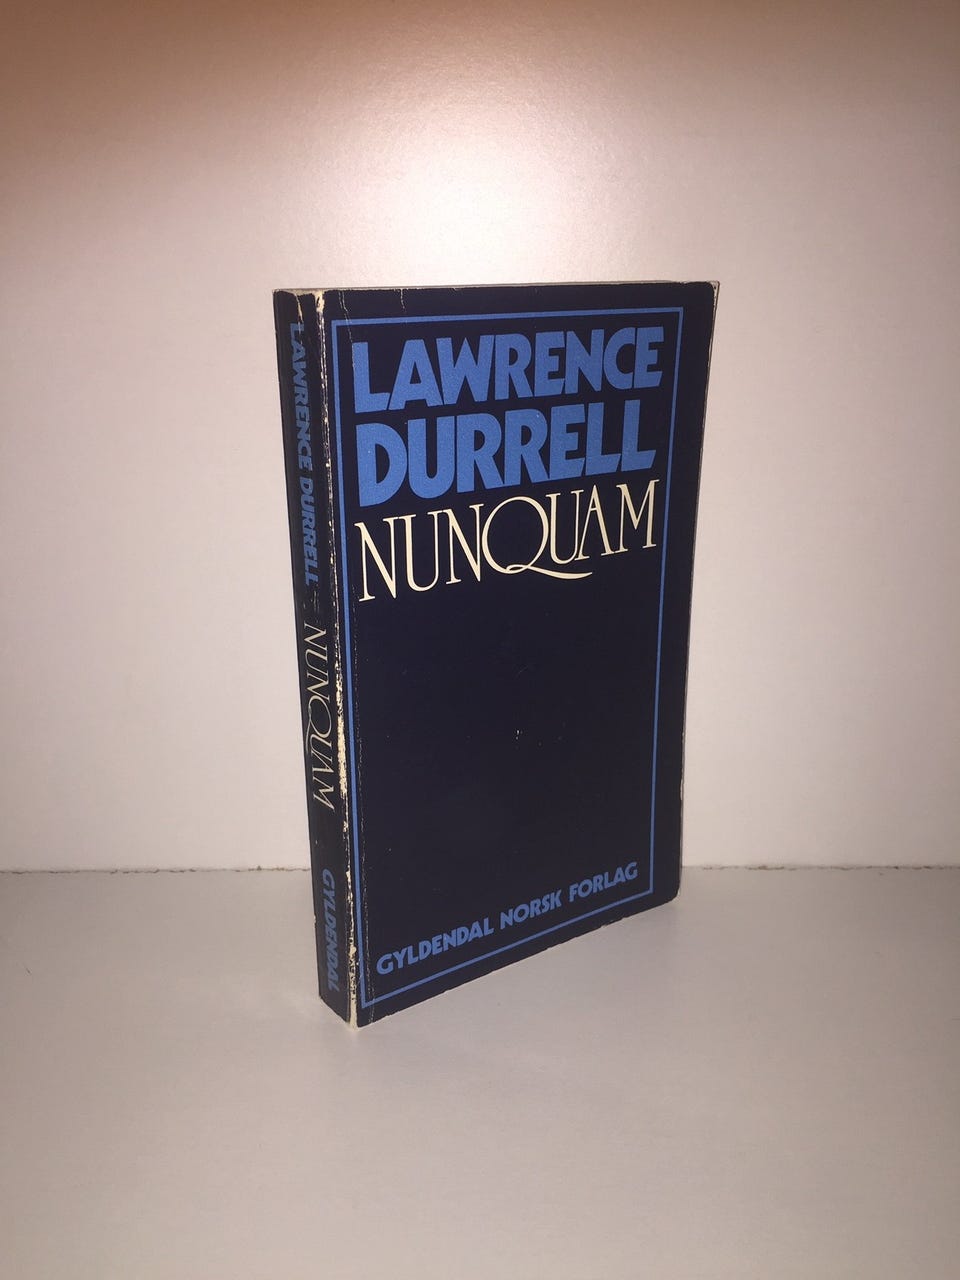 LAWRENCE DURRELL NUNQUAM GYLDENDAL
LAWRENCE
DURRELL
NUNQUAM
GYLDENDAL NORSK FORLAG